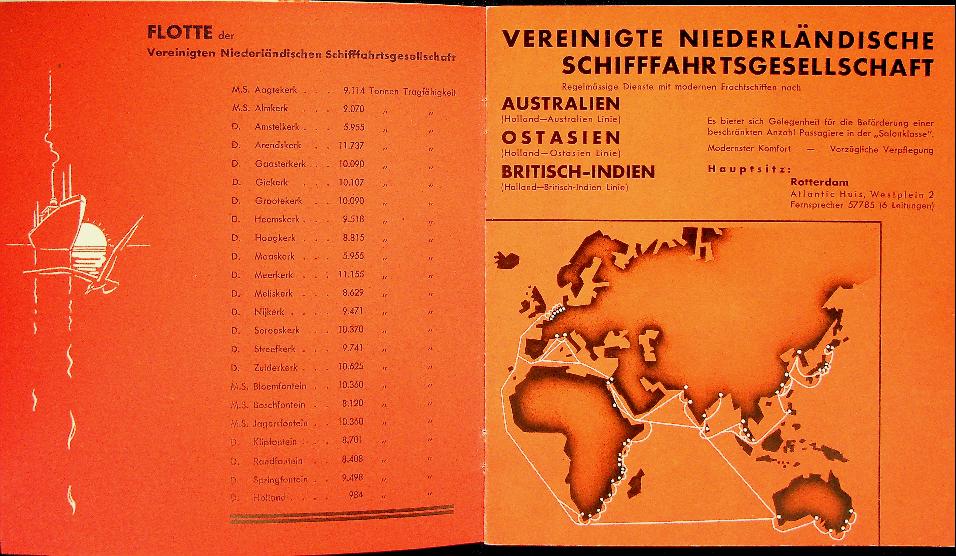 FLOTTE der
Vereinigten Niederländischen Schifffahrtsgesellschaft
M.S. Aagtekerk . . . 9.114 Tonnen Tragfähigkeit
M.S. Almkerk . . . 9.070 „ „
D. Amstelkerk . . . 5.955 „ „
D. Arendskerk . . . 11.737 „ „
D. Gaasterkerk . . . 10.090 „ „
D. Giekerk . . . 10.107 „ „
D. Grootekerk . . . 10.090 „ „
D. Heemskerk . . . 9.518 „ „
D. Hoogkerk . . . 8.815 „ „
D. Maaskerk . . . 5.955 „ „
D. Meerkerk . . . 11.155 „ „
D. Meliskerk . . . 8.629 „ „
D. Nijkerk . . . 9.471 „ „
D. Serooskerk . . . 10.370 „ „
D. Streefkerk . . . 9.741 „ „
D. Zuiderkerk . . . 10.625 „ „
M.S. Bloemfontein . . 10.360 „ „
M.S. Boschfontein . . 8.120 „ „
M.S. Jagersfontein . . 10.360 „ „
D. Klipfontein . . . 8.701 „ „
D. Randfontein . . . 8.408 „ „
D. Springfontein . . 9.498 „ „
D. Holland . . . . 984 „ „
VEREINIGTE NIEDERLÄNDISCHE
SCHIFFFAHRTSGESELLSCHAFT
Regelmässige Dienste mit modernen Frachtschiffen nach
AUSTRALIEN
(Holland—Australien Linie)
OSTASIEN
(Holland—Ostasien Linie)
BRITISCH-INDIEN
(Holland—Britisch-Indien Linie)
Es bietet sich Gelegenheit für die Beförderung einer
beschränkten Anzahl Passagiere in der „Salonklasse“.
Modernster Komfort — Vorzügliche Verpflegung
Hauptsitz:
Rotterdam
Atlantic Huis, Westplein 2
Fernsprecher 57785 (6 Leitungen)